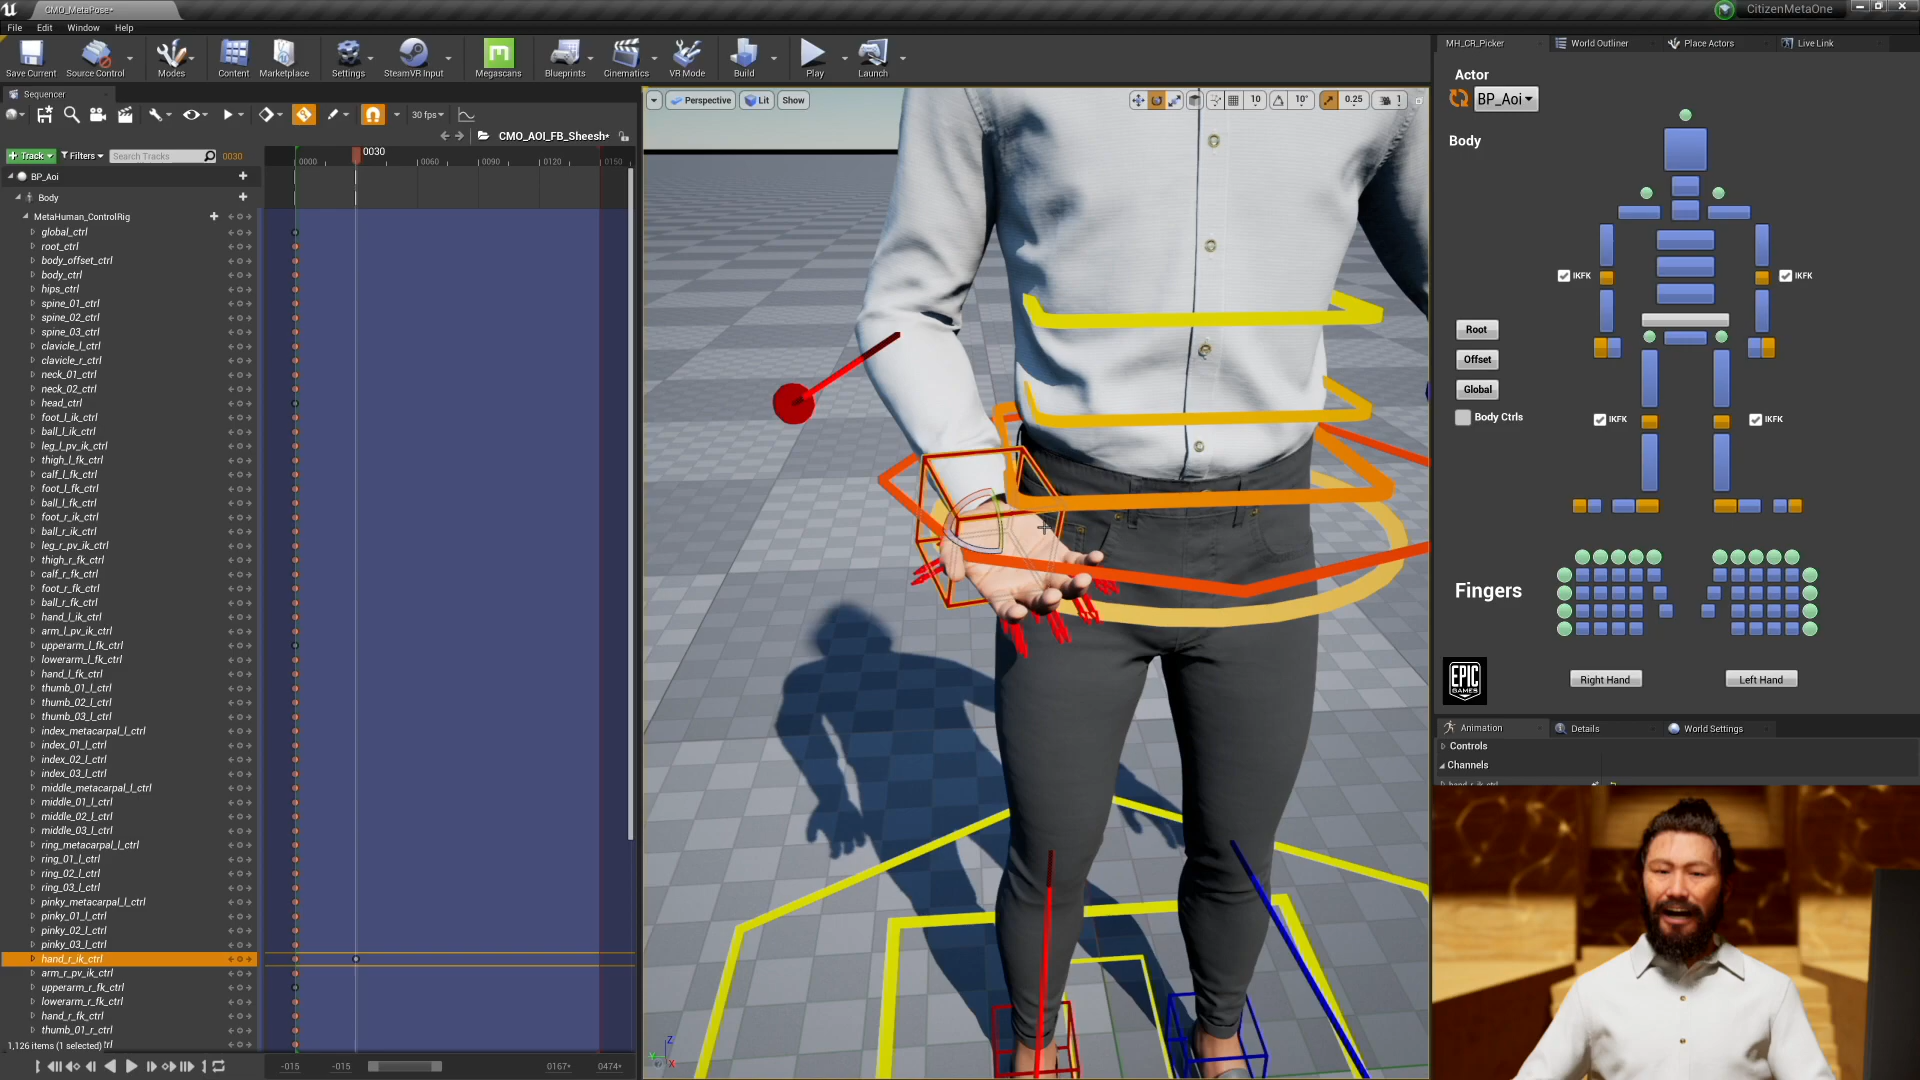 CMO_MetaPose*
CitizenMetaOne
File Edit Window Help
Save Current Source Control Modes Content Marketplace Settings SteamVR Input Megascans Blueprints Cinematics VR Mode Build Play Launch
MH_CR_Picker World Outliner Place Actors Live Link
Sequencer
30 fps
CMO_AOI_FB_Sheesh*
Perspective Lit Show
10 10° 0.25 1
+ Track Filters Search Tracks 0030
0000 0030 0060 0090 0120 0150
BP_Aoi
Body
MetaHuman_ControlRig
global_ctrl
root_ctrl
body_offset_ctrl
body_ctrl
hips_ctrl
spine_01_ctrl
spine_02_ctrl
spine_03_ctrl
clavicle_l_ctrl
clavicle_r_ctrl
neck_01_ctrl
neck_02_ctrl
head_ctrl
foot_l_ik_ctrl
ball_l_ik_ctrl
leg_l_pv_ik_ctrl
thigh_l_fk_ctrl
calf_l_fk_ctrl
foot_l_fk_ctrl
ball_l_fk_ctrl
foot_r_ik_ctrl
ball_r_ik_ctrl
leg_r_pv_ik_ctrl
thigh_r_fk_ctrl
calf_r_fk_ctrl
foot_r_fk_ctrl
ball_r_fk_ctrl
hand_l_ik_ctrl
arm_l_pv_ik_ctrl
upperarm_l_fk_ctrl
lowerarm_l_fk_ctrl
hand_l_fk_ctrl
thumb_01_l_ctrl
thumb_02_l_ctrl
thumb_03_l_ctrl
index_metacarpal_l_ctrl
index_01_l_ctrl
index_02_l_ctrl
index_03_l_ctrl
middle_metacarpal_l_ctrl
middle_01_l_ctrl
middle_02_l_ctrl
middle_03_l_ctrl
ring_metacarpal_l_ctrl
ring_01_l_ctrl
ring_02_l_ctrl
ring_03_l_ctrl
pinky_metacarpal_l_ctrl
pinky_01_l_ctrl
pinky_02_l_ctrl
pinky_03_l_ctrl
hand_r_ik_ctrl
arm_r_pv_ik_ctrl
upperarm_r_fk_ctrl
lowerarm_r_fk_ctrl
hand_r_fk_ctrl
thumb_01_r_ctrl
1,126 items (1 selected)
-015 -015 0167+ 0474+
Z
Y
X
Actor
BP_Aoi
Body
IKFK IKFK
Root
Offset
Global
Body Ctrls
IKFK IKFK
Fingers
EPIC
GAMES
Right Hand Left Hand
Animation Details World Settings
Controls
Channels